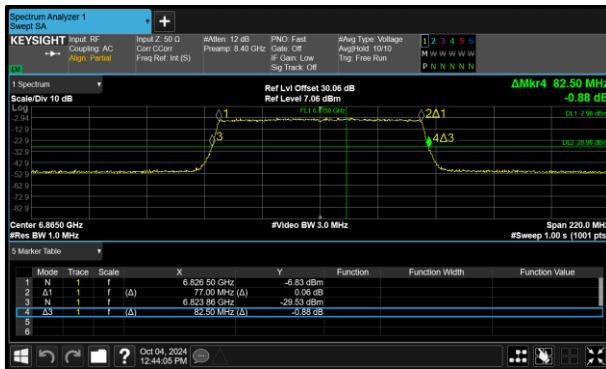 Spectrum Analyzer 1
Swept SA
+
KEYSIGHT Input: RF Input Z: 50 Ω #Atten: 12 dB PNO: Fast #Avg Type: Voltage 1 2 3 4 5 6
Coupling: AC Corr CCorr Preamp: 8.40 GHz Gate: Off Avg|Hold: 10/10 M W W W W W
Align: Partial Freq Ref: Int (S) IF Gain: Low Trig: Free Run
Sig Track: Off P N N N N N
LXI
1 Spectrum Ref Lvl Offset 30.06 dB ΔMkr4 82.50 MHz
Scale/Div 10 dB Ref Level 7.06 dBm -0.88 dB
Log FL1 6.8750 GHz
1 2Δ1 DL1 -2.98 dBm
-2.94
-12.9
-22.9
3 4Δ3 DL2 -28.98 dBm
-32.9
-42.9
-52.9
-62.9
-72.9
-82.9
Center 6.8650 GHz #Video BW 3.0 MHz Span 220.0 MHz
#Res BW 1.0 MHz #Sweep 1.00 s (1001 pts)
5 Marker Table
Mode Trace Scale X Y Function Function Width Function Value
1 N 1 f 6.826 50 GHz -6.83 dBm
2 Δ1 1 f (Δ) 77.00 MHz (Δ) 0.06 dB
3 N 1 f 6.823 86 GHz -29.53 dBm
4 Δ3 1 f (Δ) 82.50 MHz (Δ) -0.88 dB
5
6
? Oct 04, 2024
12:44:05 PM